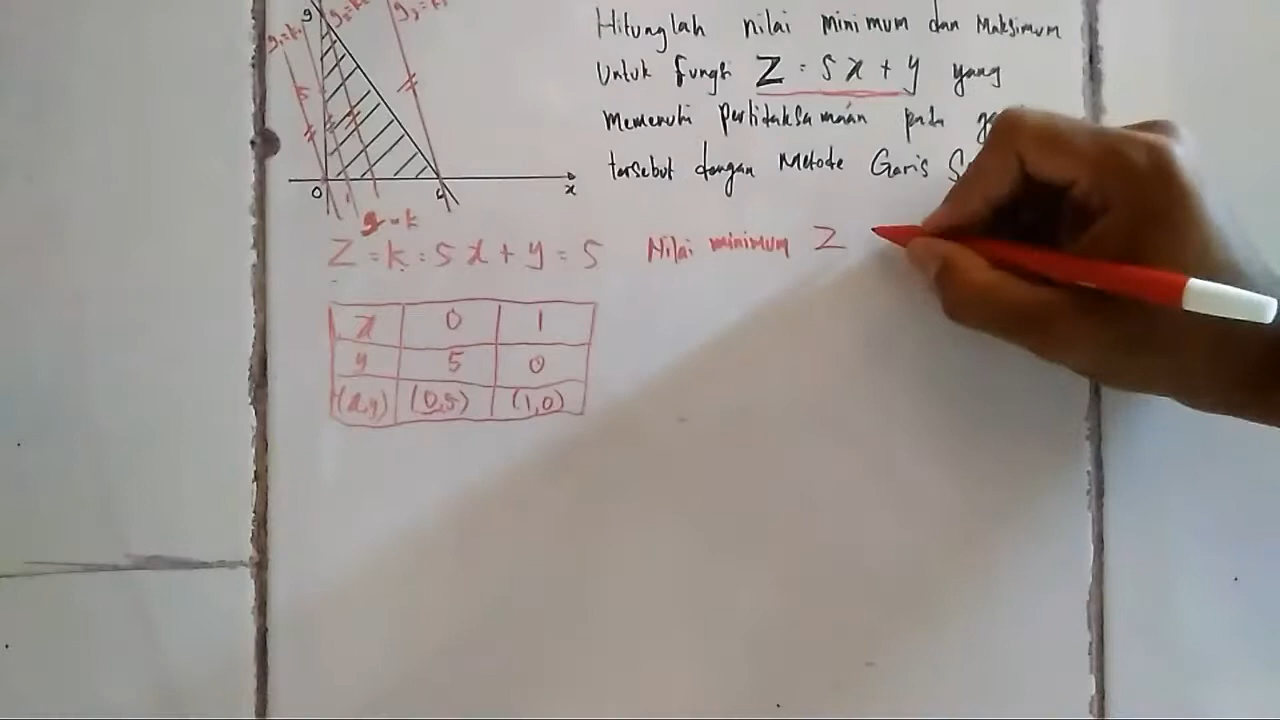 Hitunglah nilai minimum dan Maksimum
Untuk fungsi Z = 5x + y yang
memenuhi pertidaksamaan pada
tersebut dengan Metode Garis
9
0
x
g = k
Z = k = 5x + y = 5
Nilai minimum Z
x 0 1
y 5 0
(x,y) (0,5) (1,0)